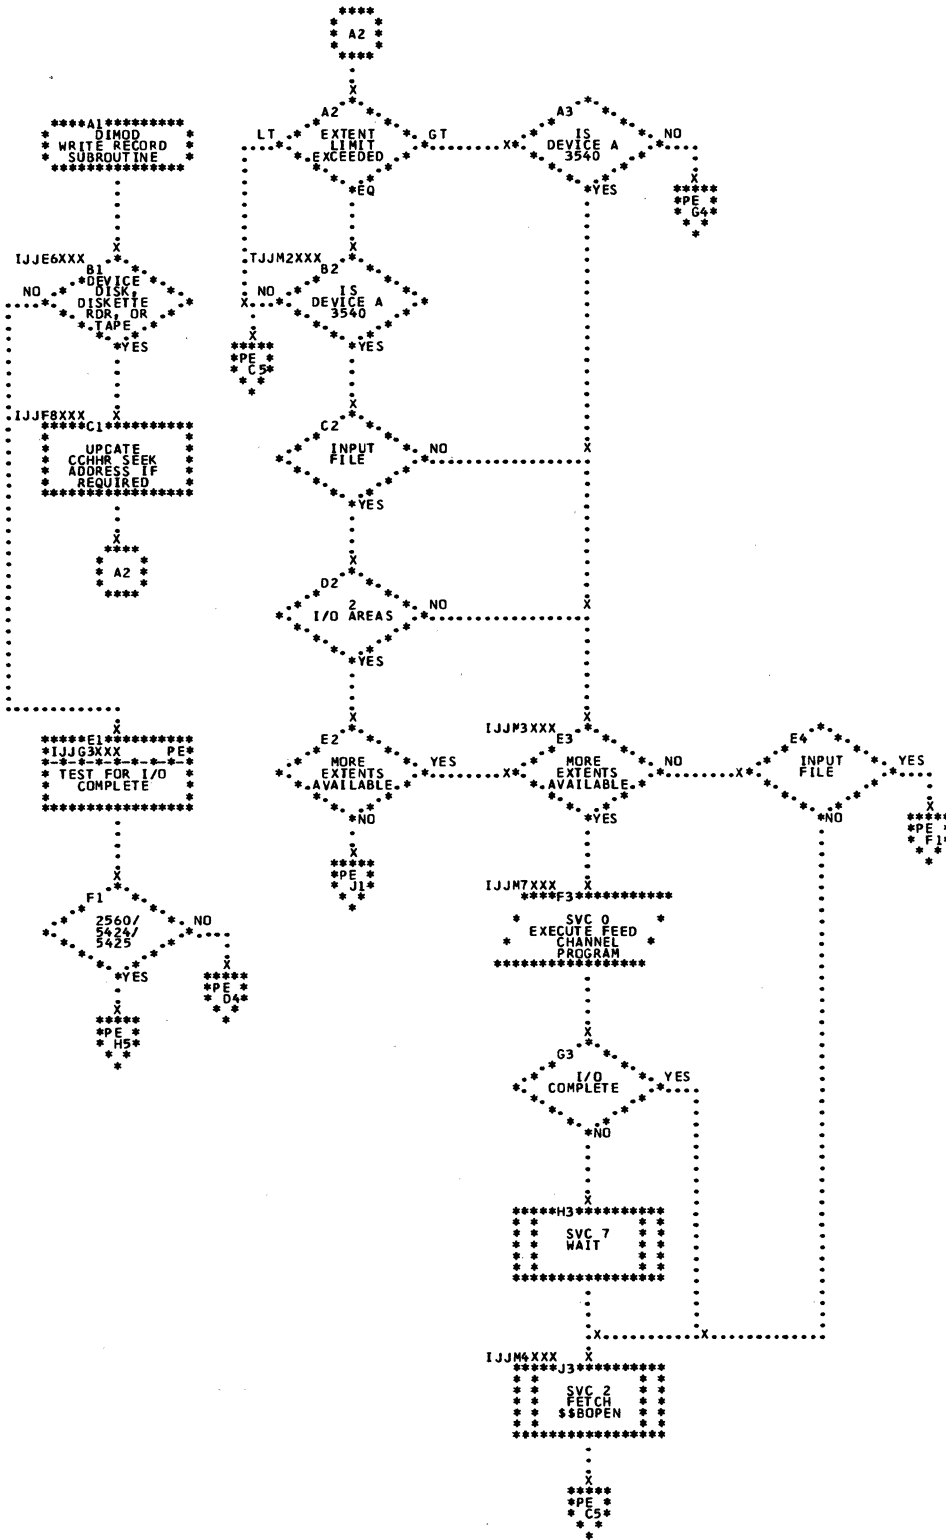 A2
A1
DIMOD
WRITE RECORD
SUBROUTINE
A2
EXTENT
LIMIT
EXCEEDED
LT
GT
EQ
A3
IS
DEVICE A
3540
NO
YES
PE
G4
IJJE6XXX
B1
DEVICE
DISK,
DISKETTE
RDR, OR
TAPE
NO
YES
TJJM2XXX
B2
IS
DEVICE A
3540
NO
YES
PE
C5
IJJF8XXX
C1
UPCATE
CCHHR SEEK
ADDRESS IF
REQUIRED
A2
C2
INPUT
FILE
NO
YES
D2
2
I/O AREAS
NO
YES
E1
IJJG3XXX PE
TEST FOR I/O
COMPLETE
E2
MORE
EXTENTS
AVAILABLE
YES
NO
PE
J1
IJJM3XXX
E3
MORE
EXTENTS
AVAILABLE
NO
YES
E4
INPUT
FILE
YES
NO
PE
F1
F1
2560/
5424/
5425
NO
YES
PE
D4
PE
H5
IJJM7XXX
F3
SVC 0
EXECUTE FEED
CHANNEL
PROGRAM
G3
I/O
COMPLETE
YES
NO
H3
SVC 7
WAIT
IJJM4XXX
J3
SVC 2
FETCH
$$BOPEN
PE
C5